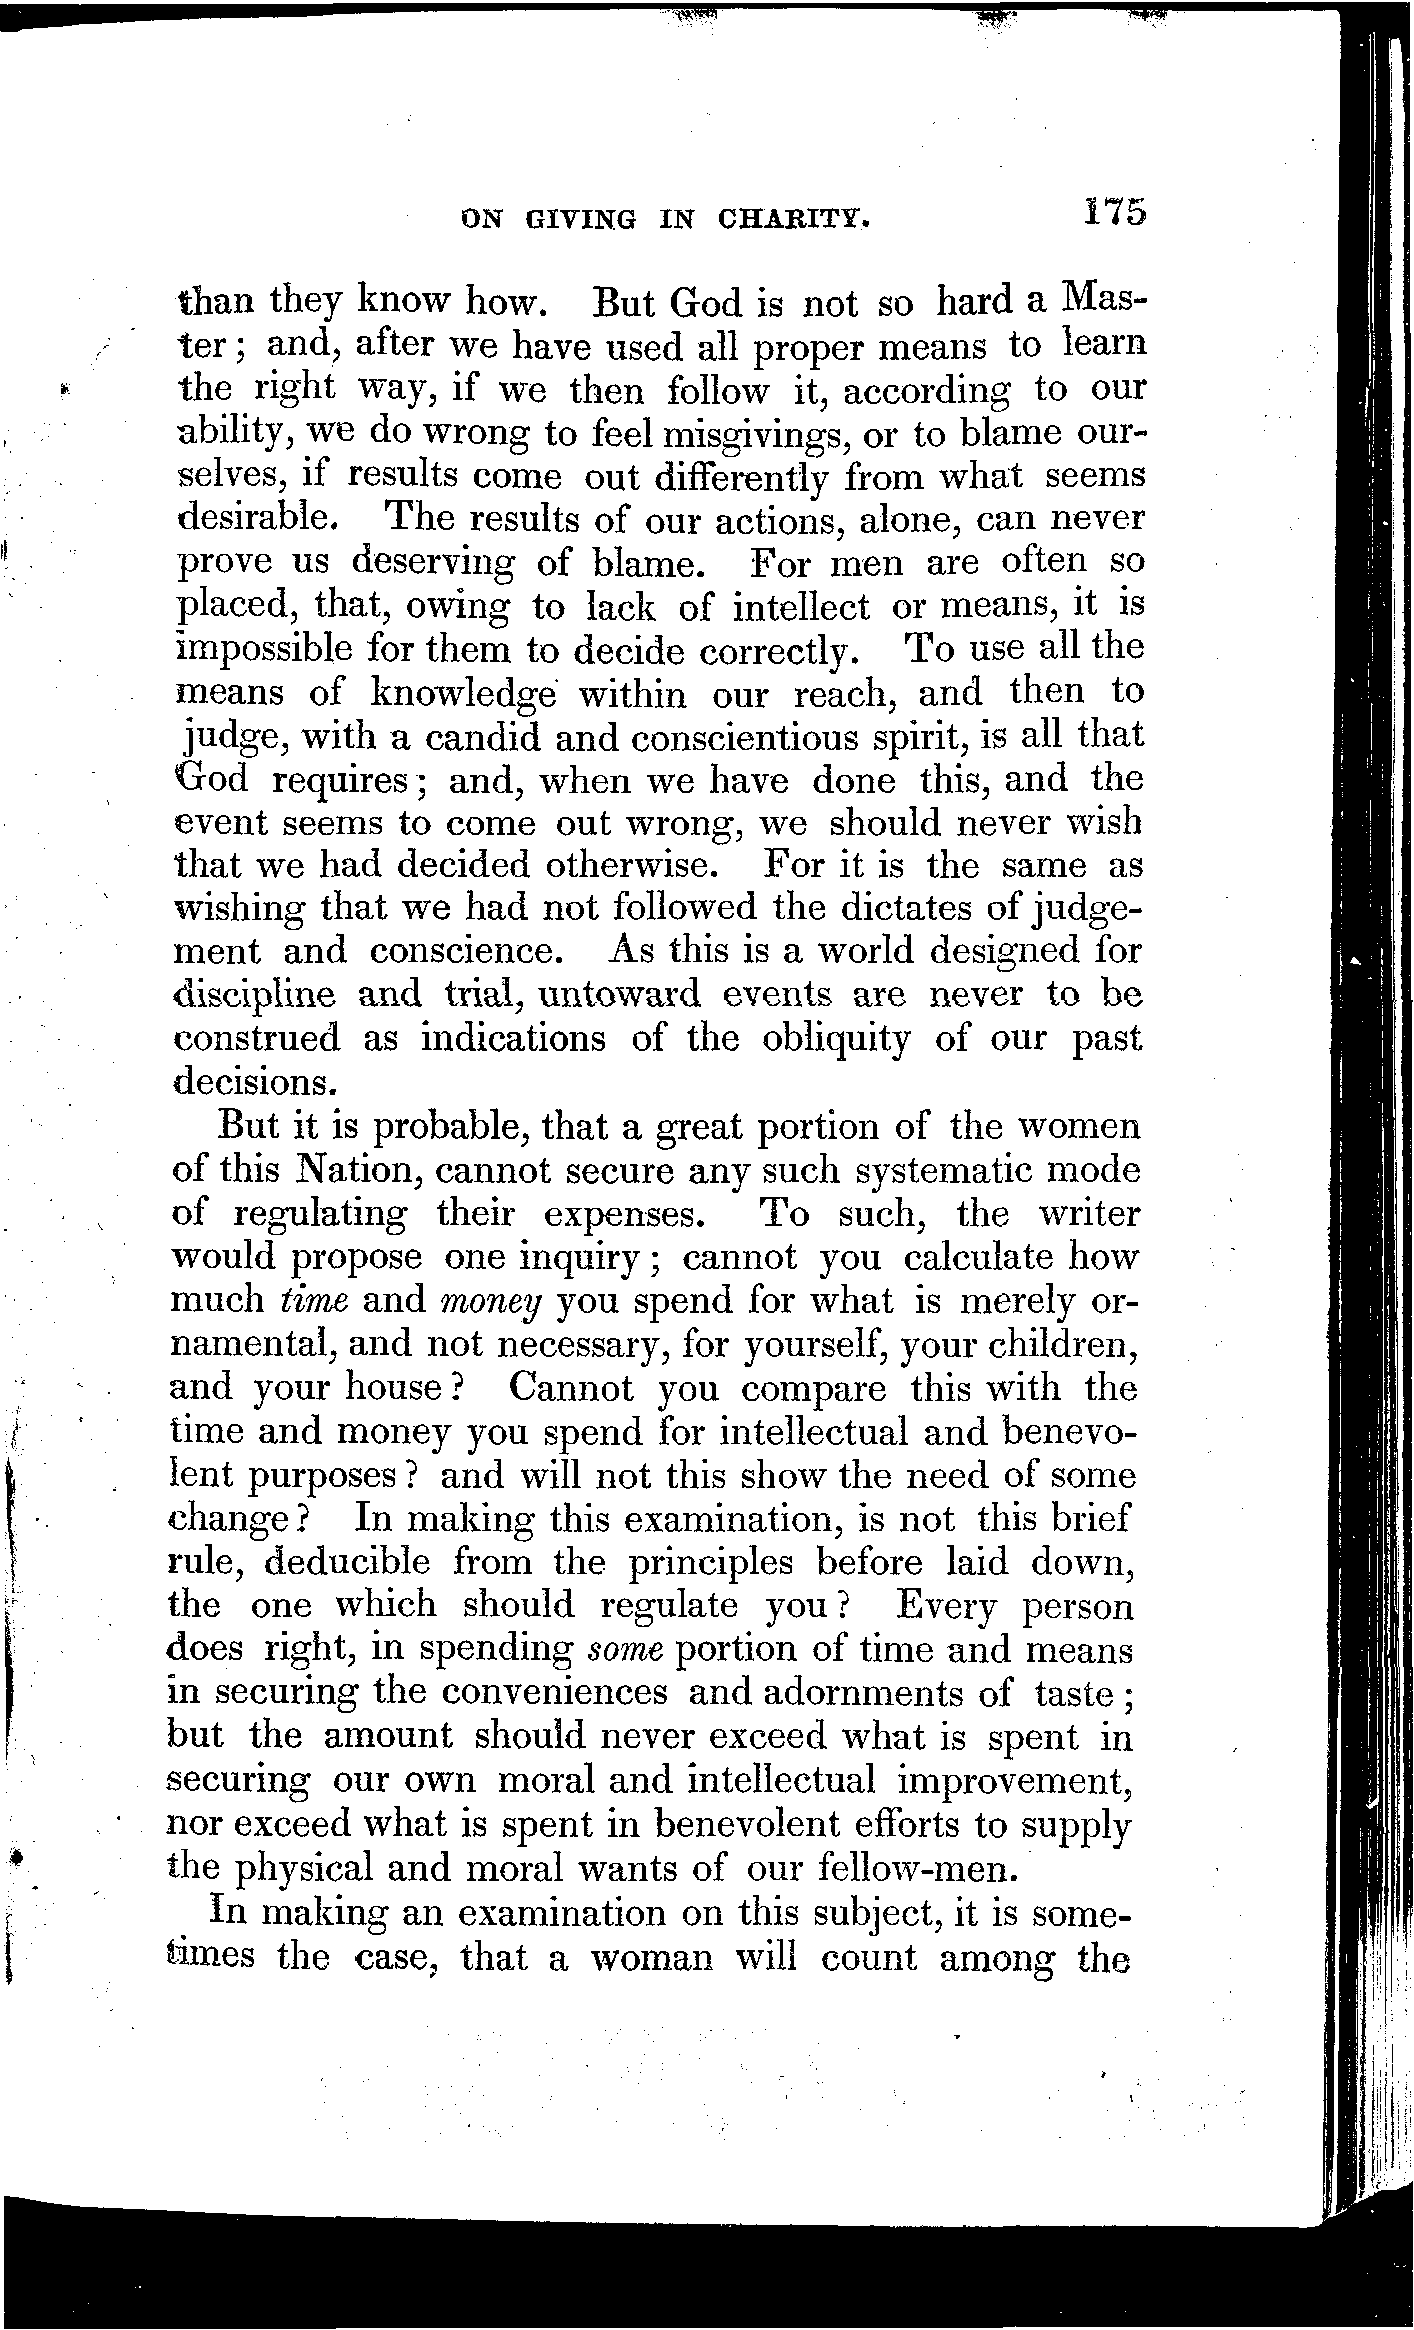 ON GIVING IN CHARITY. 175
than they know how. But God is not so hard a Mas-
ter; and, after we have used all proper means to learn
the right way, if we then follow it, according to our
ability, we do wrong to feel misgivings, or to blame our-
selves, if results come out differently from what seems
desirable. The results of our actions, alone, can never
prove us deserving of blame. For men are often so
placed, that, owing to lack of intellect or means, it is
impossible for them to decide correctly. To use all the
means of knowledge within our reach, and then to
judge, with a candid and conscientious spirit, is all that
God requires; and, when we have done this, and the
event seems to come out wrong, we should never wish
that we had decided otherwise. For it is the same as
wishing that we had not followed the dictates of judge-
ment and conscience. As this is a world designed for
discipline and trial, untoward events are never to be
construed as indications of the obliquity of our past
decisions.
But it is probable, that a great portion of the women
of this Nation, cannot secure any such systematic mode
of regulating their expenses. To such, the writer
would propose one inquiry; cannot you calculate how
much time and money you spend for what is merely or-
namental, and not necessary, for yourself, your children,
and your house? Cannot you compare this with the
time and money you spend for intellectual and benevo-
lent purposes? and will not this show the need of some
change? In making this examination, is not this brief
rule, deducible from the principles before laid down,
the one which should regulate you? Every person
does right, in spending some portion of time and means
in securing the conveniences and adornments of taste;
but the amount should never exceed what is spent in
securing our own moral and intellectual improvement,
nor exceed what is spent in benevolent efforts to supply
the physical and moral wants of our fellow-men.
In making an examination on this subject, it is some-
times the case, that a woman will count among the